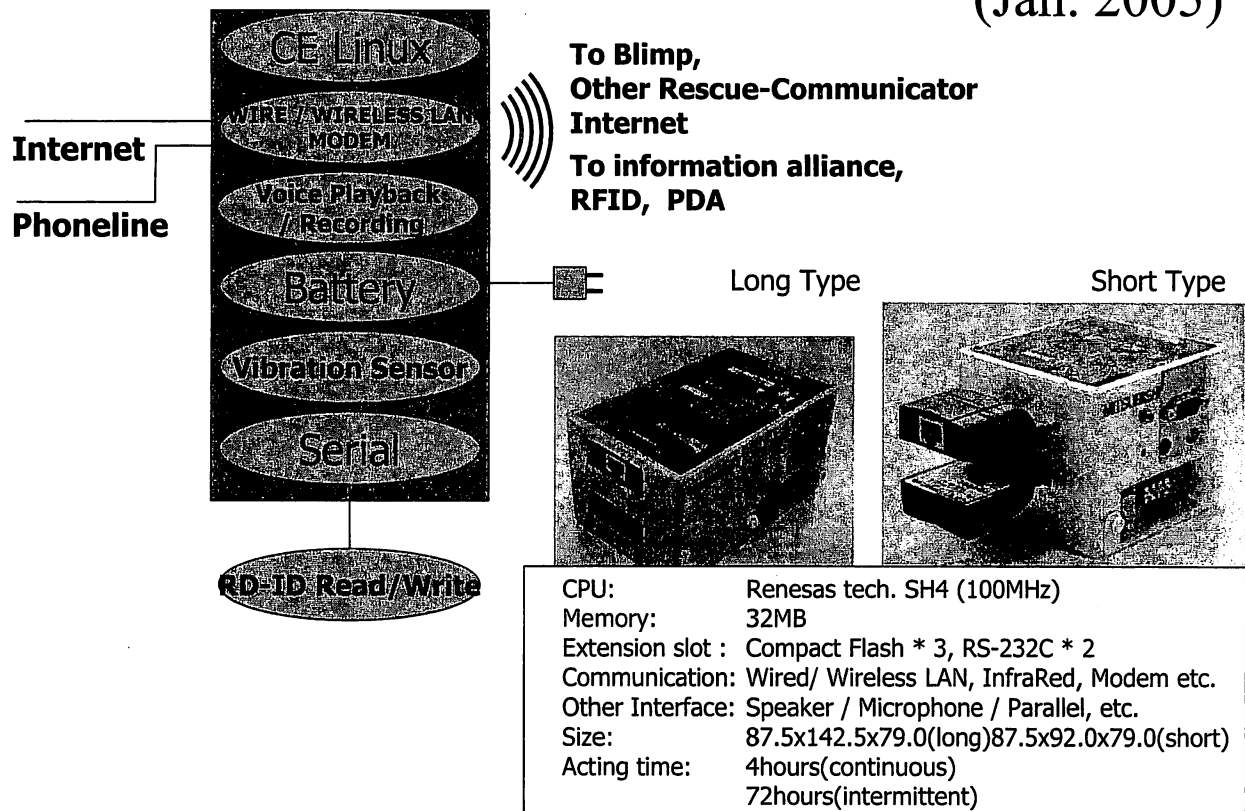 (Jan. 2005)
CE Linux
WIRE / WIRELESS LAN
MODEM
Voice Playback
/ Recording
Battery
Vibration Sensor
Serial
RD-ID Read/Write
Internet
Phoneline
To Blimp,
Other Rescue-Communicator
Internet
To information alliance,
RFID, PDA
Long Type
Short Type
MITSUBISHI
CPU: Renesas tech. SH4 (100MHz)
Memory: 32MB
Extension slot : Compact Flash * 3, RS-232C * 2
Communication: Wired/ Wireless LAN, InfraRed, Modem etc.
Other Interface: Speaker / Microphone / Parallel, etc.
Size: 87.5x142.5x79.0(long)87.5x92.0x79.0(short)
Acting time: 4hours(continuous)
72hours(intermittent)